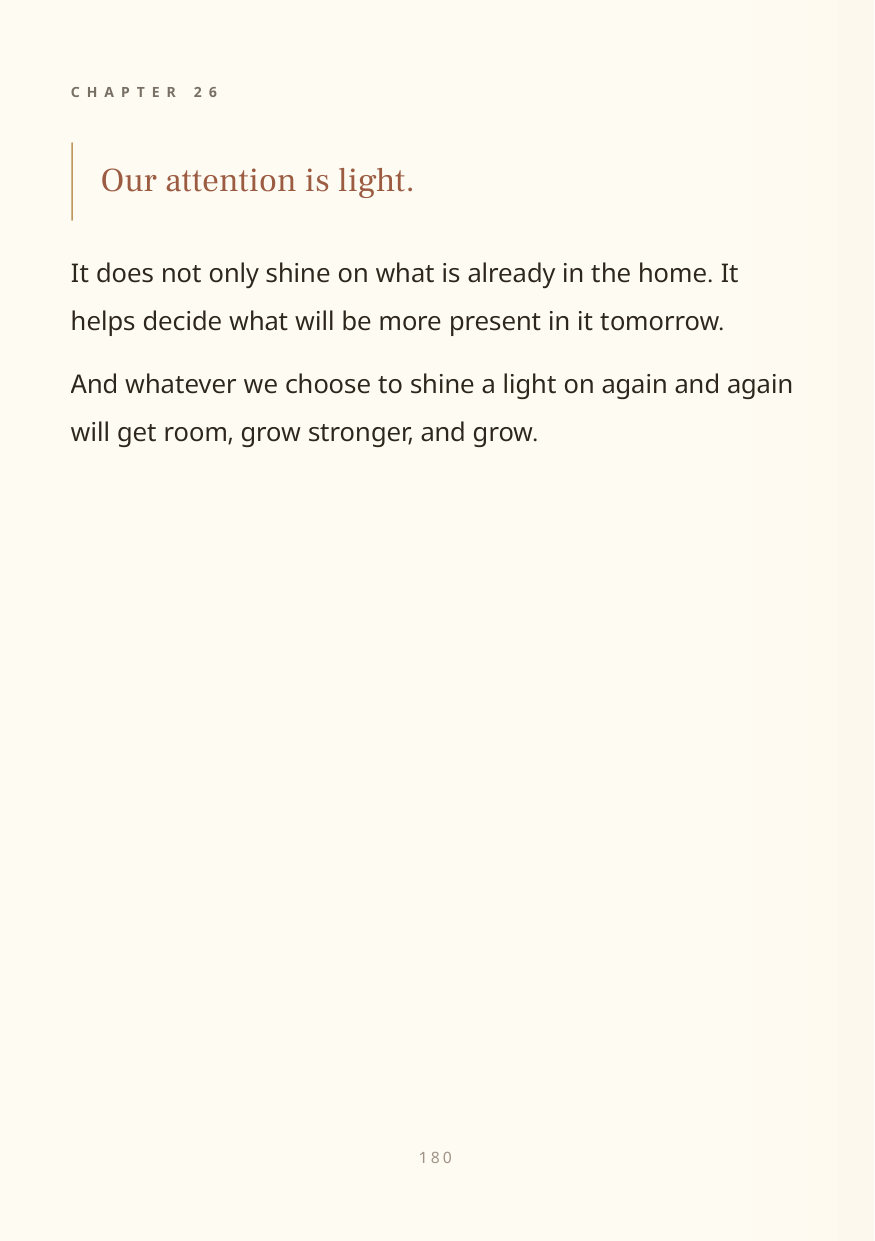 CHAPTER 26
Our attention is light.
It does not only shine on what is already in the home. It
helps decide what will be more present in it tomorrow.
And whatever we choose to shine a light on again and again
will get room, grow stronger, and grow.
180